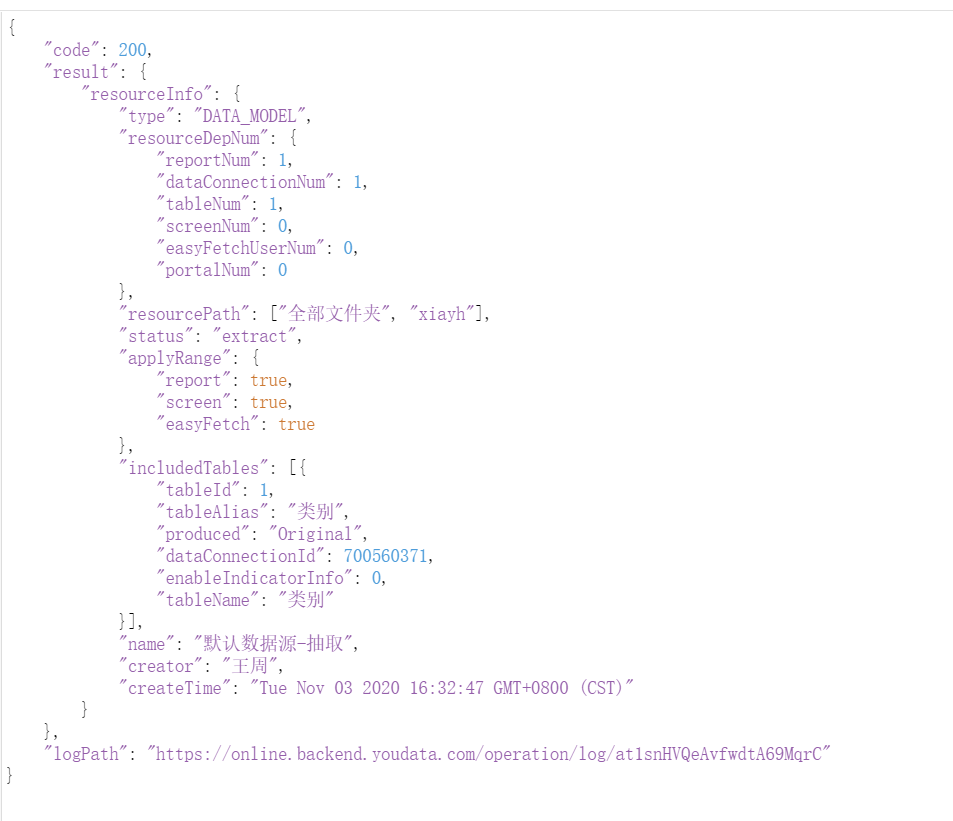 {
    "code": 200,
    "result": {
        "resourceInfo": {
            "type": "DATA_MODEL",
            "resourceDepNum": {
                "reportNum": 1,
                "dataConnectionNum": 1,
                "tableNum": 1,
                "screenNum": 0,
                "easyFetchUserNum": 0,
                "portalNum": 0
            },
            "resourcePath": ["全部文件夹", "xiayh"],
            "status": "extract",
            "applyRange": {
                "report": true,
                "screen": true,
                "easyFetch": true
            },
            "includedTables": [{
                "tableId": 1,
                "tableAlias": "类别",
                "produced": "Original",
                "dataConnectionId": 700560371,
                "enableIndicatorInfo": 0,
                "tableName": "类别"
            }],
            "name": "默认数据源-抽取",
            "creator": "王周",
            "createTime": "Tue Nov 03 2020 16:32:47 GMT+0800 (CST)"
        }
    },
    "logPath": "https://online.backend.youdata.com/operation/log/at1snHVQeAvfwdtA69MqrC"
}